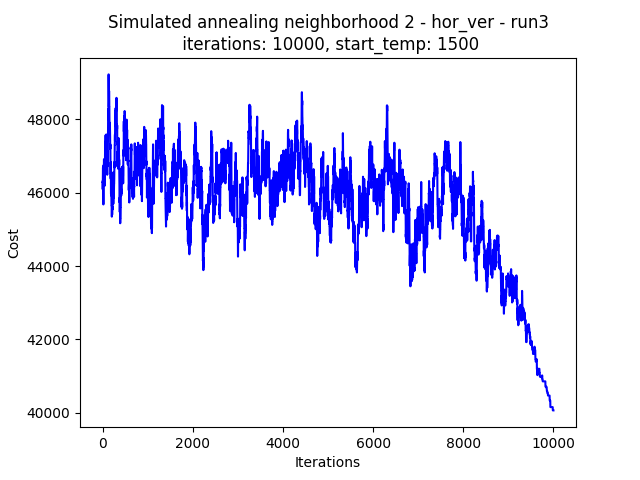 Simulated annealing neighborhood 2 - hor_ver - run3
iterations: 10000, start_temp: 1500
48000
46000
44000
42000
40000
Cost
0 2000 4000 6000 8000 10000
Iterations